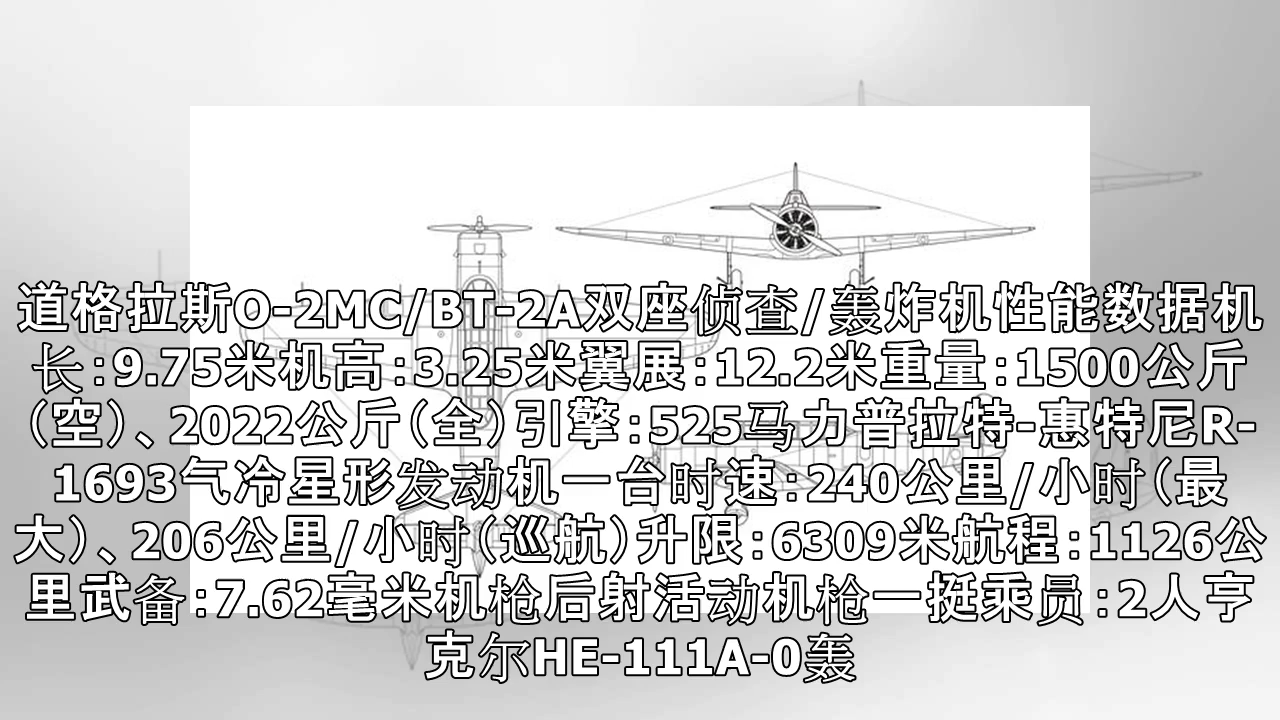 道格拉斯O-2MC/BT-2A双座侦查/轰炸机性能数据机
长:9.75米机高:3.25米翼展:12.2米重量:1500公斤
(空)、2022公斤(全)引擎:525马力普拉特-惠特尼R-
1693气冷星形发动机一台时速:240公里/小时(最
大)、206公里/小时(巡航)升限:6309米航程:1126公
里武备:7.62毫米机枪后射活动机枪一挺乘员:2人亨
克尔HE-111A-0轰